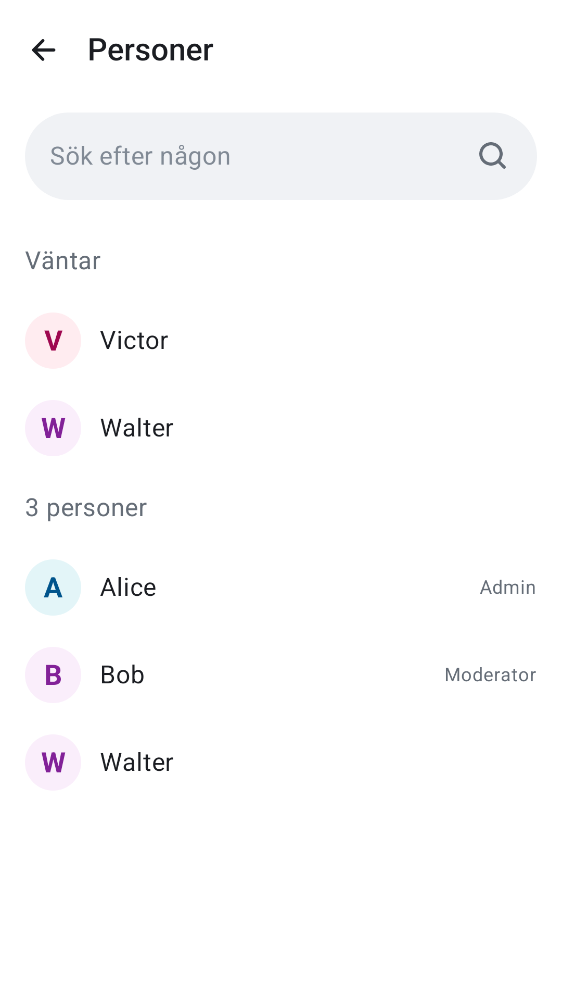 Personer
Sök efter någon
Väntar
V Victor
W Walter
3 personer
A Alice Admin
B Bob Moderator
W Walter